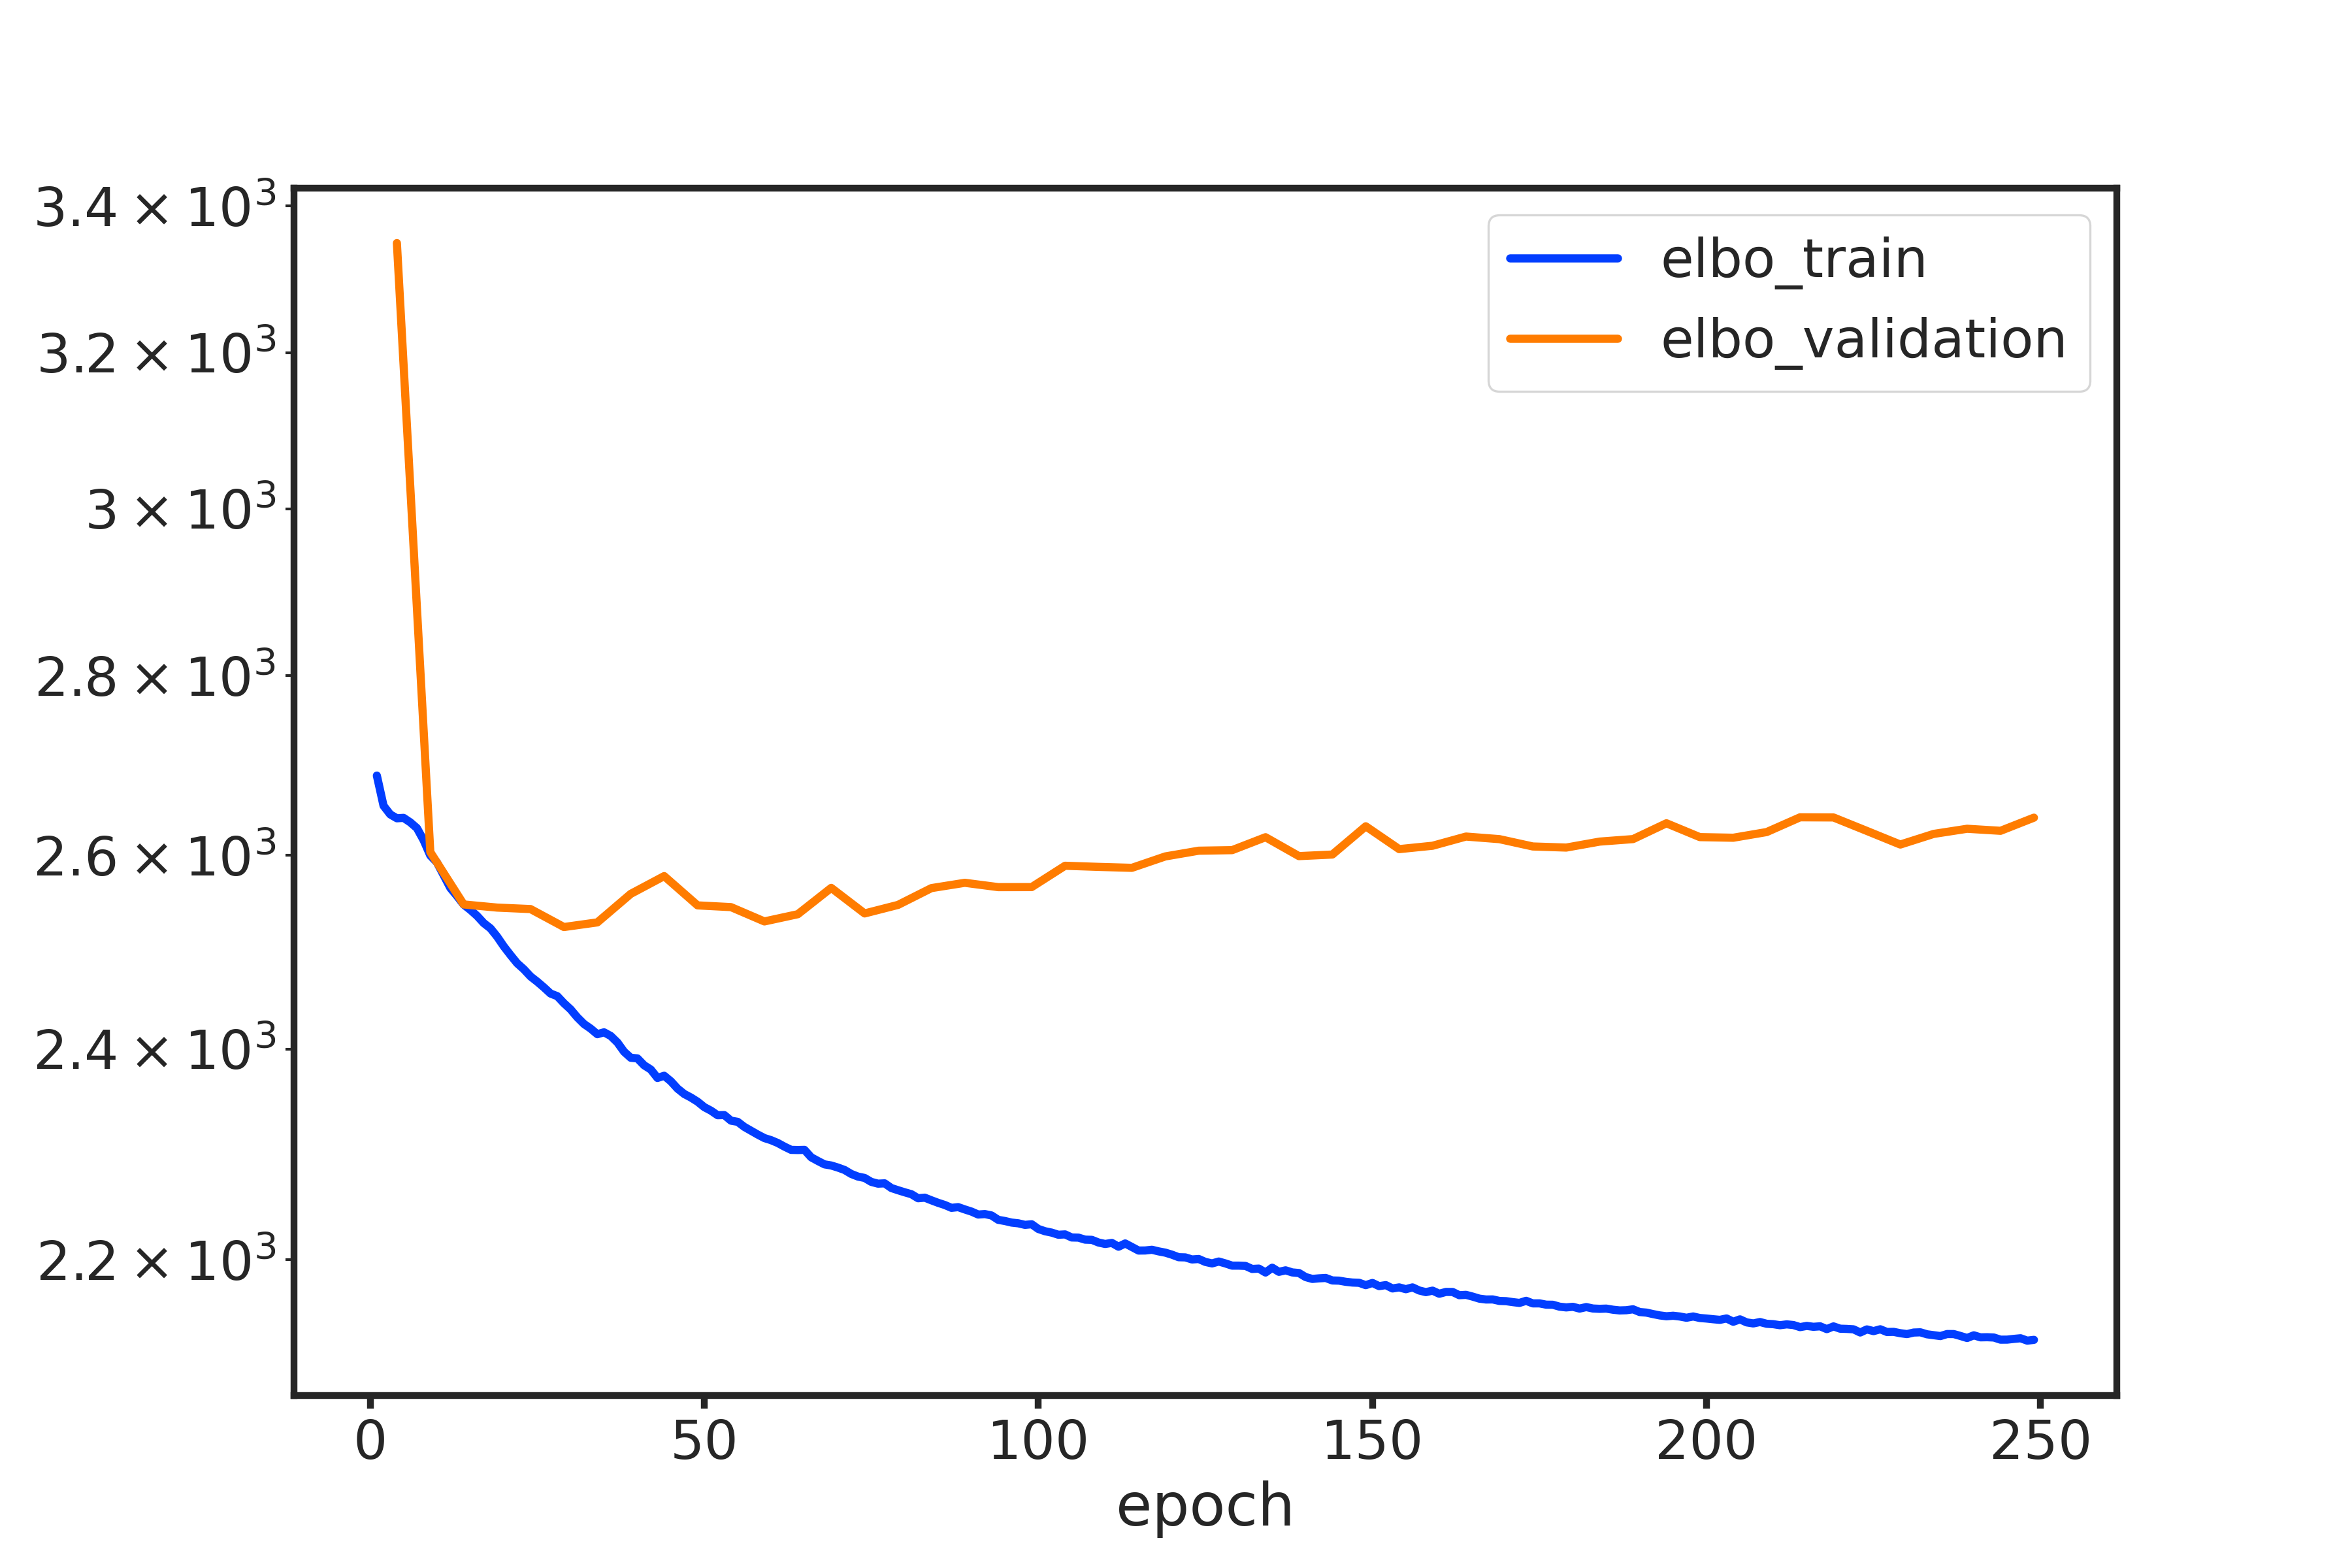 3.4 × 10³
3.2 × 10³
3 × 10³
2.8 × 10³
2.6 × 10³
2.4 × 10³
2.2 × 10³
elbo_train
elbo_validation
0 50 100 150 200 250
epoch